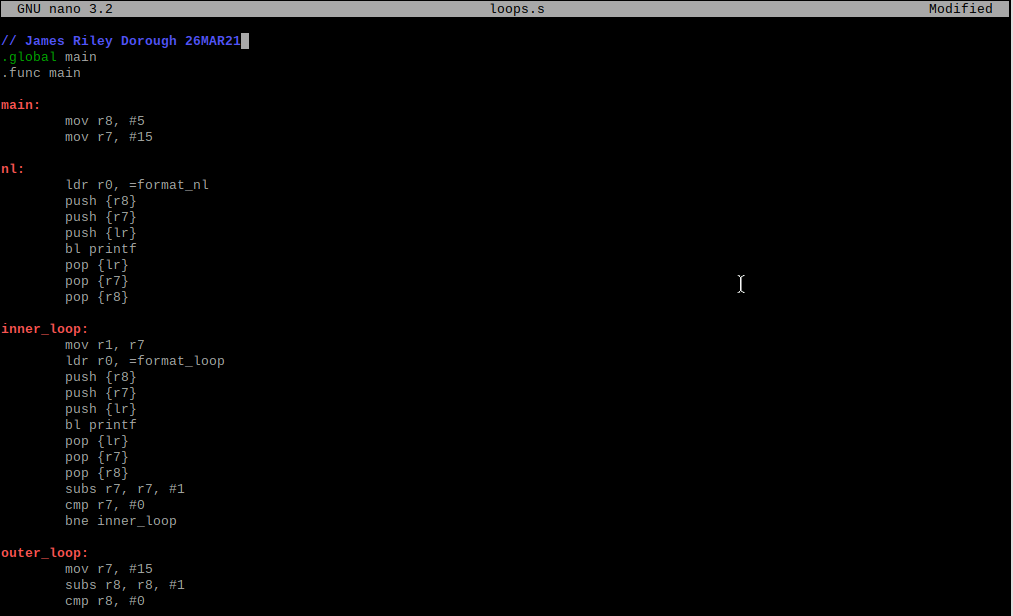 GNU nano 3.2 loops.s Modified
// James Riley Dorough 26MAR21
.global main
.func main
main:
mov r8, #5
mov r7, #15
nl:
ldr r0, =format_nl
push {r8}
push {r7}
push {lr}
bl printf
pop {lr}
pop {r7}
pop {r8}
inner_loop:
mov r1, r7
ldr r0, =format_loop
push {r8}
push {r7}
push {lr}
bl printf
pop {lr}
pop {r7}
pop {r8}
subs r7, r7, #1
cmp r7, #0
bne inner_loop
outer_loop:
mov r7, #15
subs r8, r8, #1
cmp r8, #0